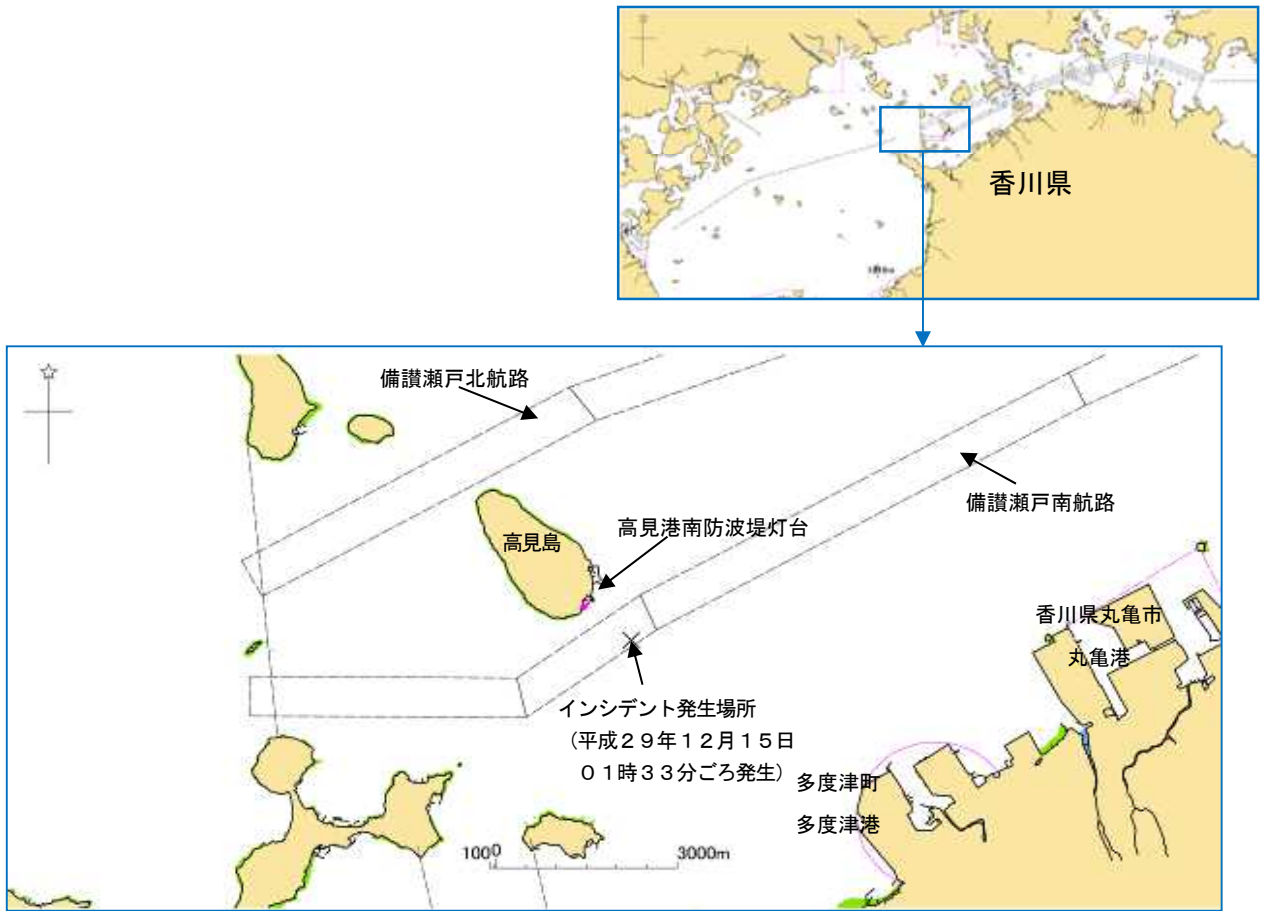 香川県
備讃瀬戸北航路
備讃瀬戸南航路
高見港南防波堤灯台
高見島
香川県丸亀市
丸亀港
インシデント発生場所
（平成２９年１２月１５日
０１時３３分ごろ発生）
多度津町
多度津港
1000
3000m